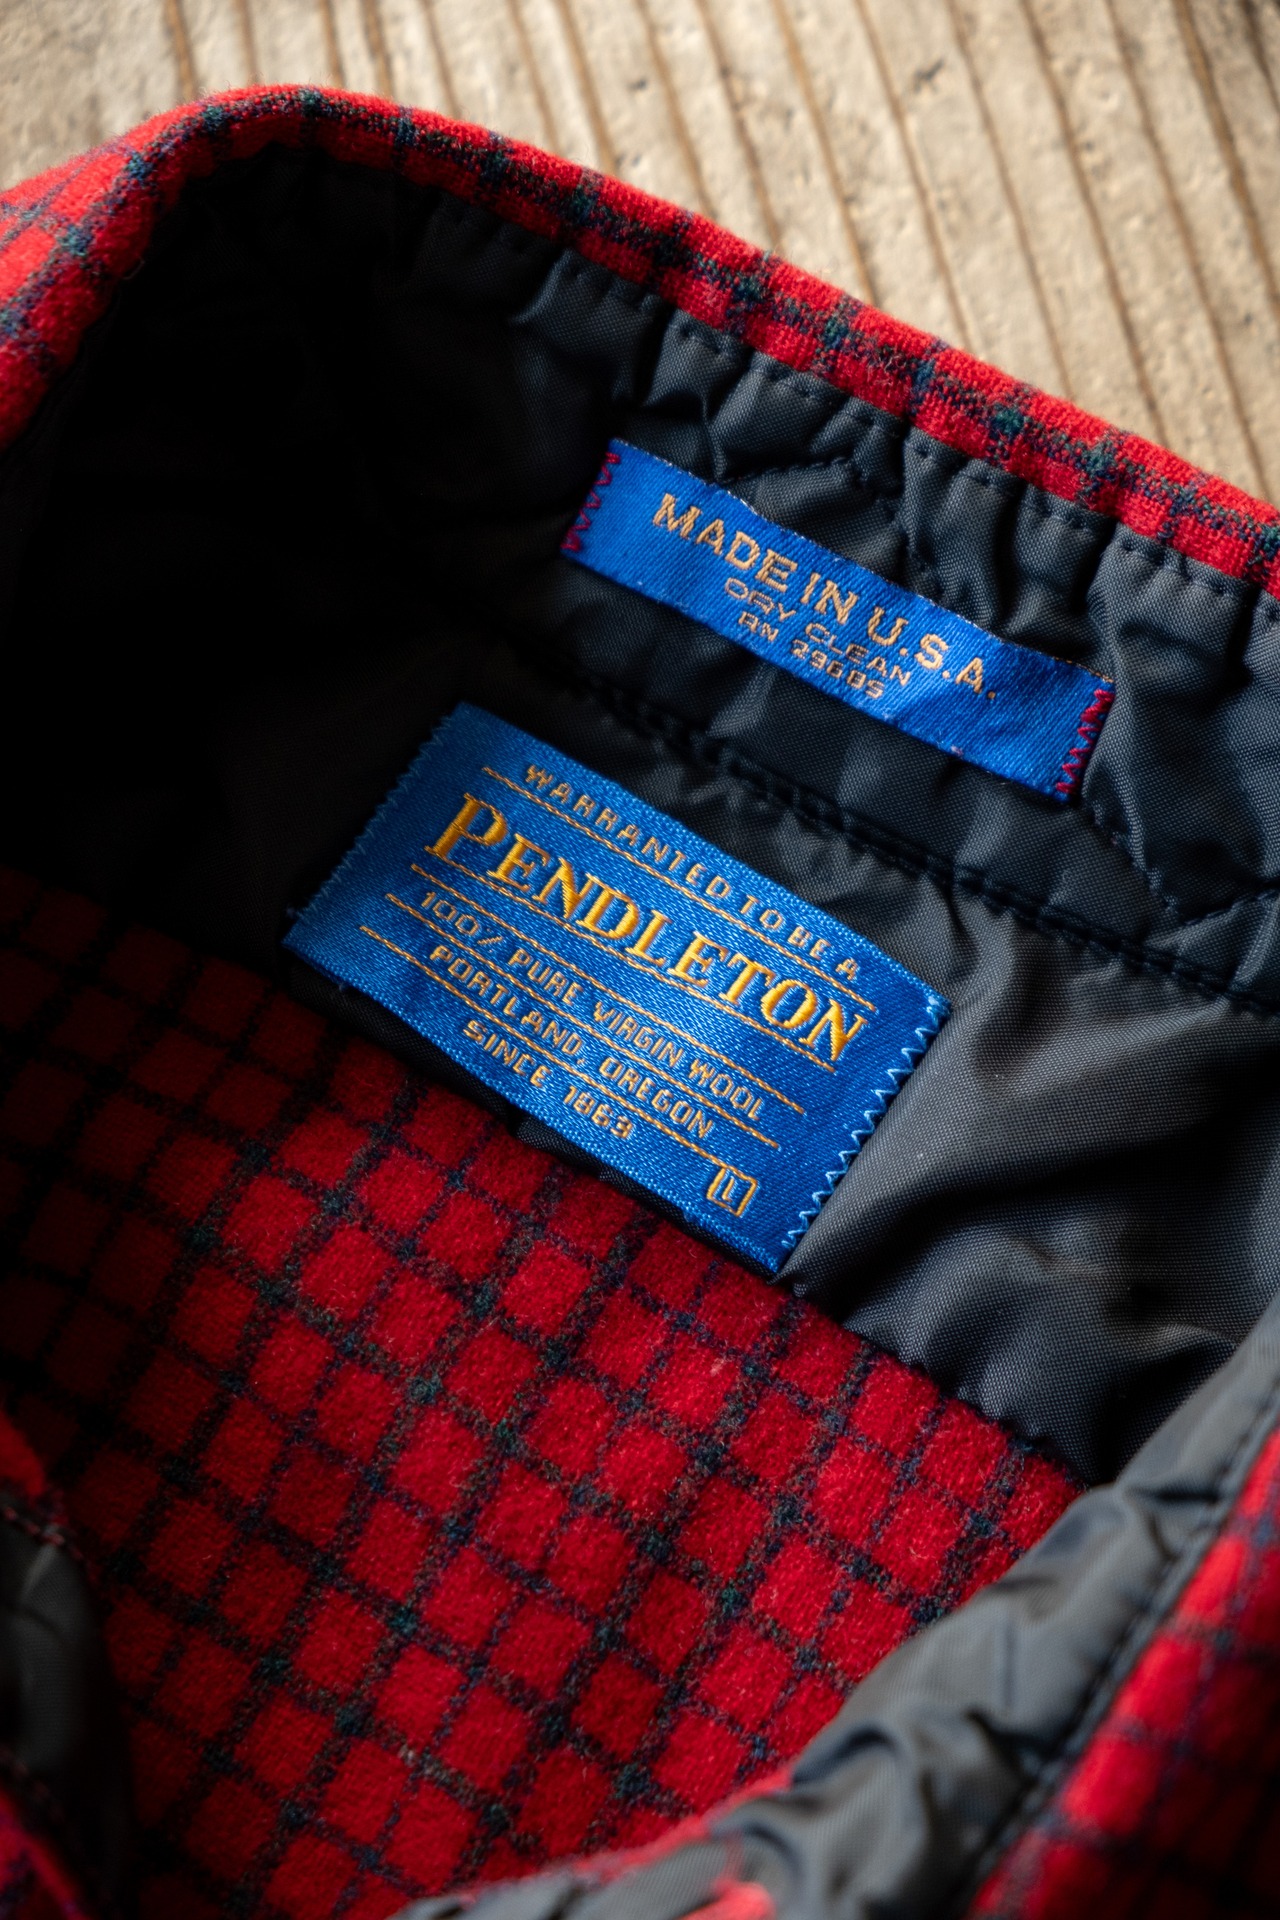 MADE IN U.S.A.
DRY CLEAN
RN 29685
WARRANTED TO BE A
PENDLETON
100% PURE VIRGIN WOOL
PORTLAND, OREGON
SINCE 1863
L